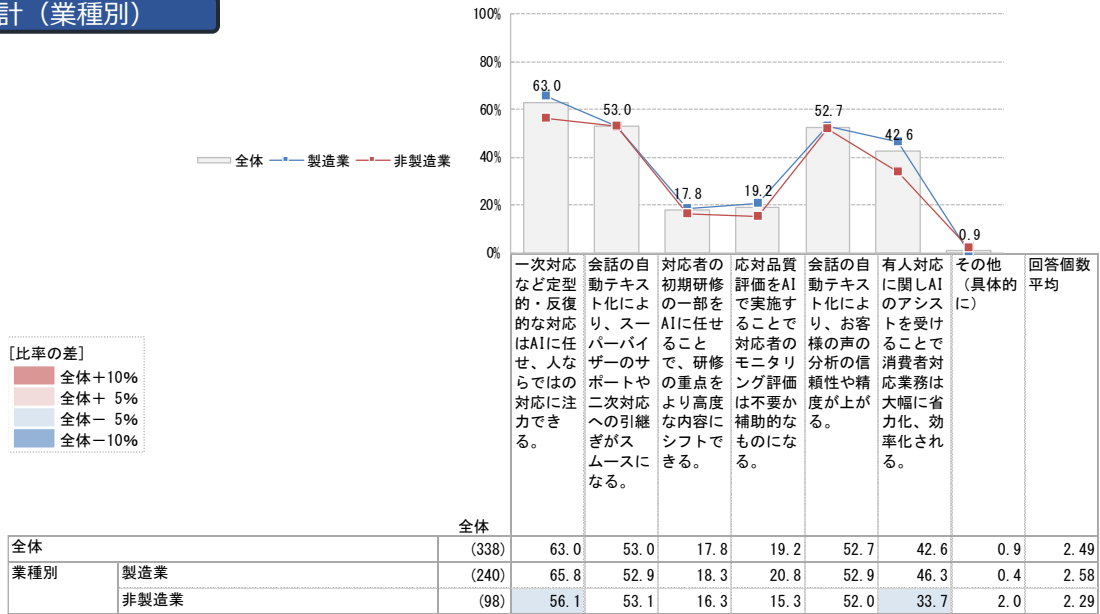 計（業種別）
100%
80%
60%
40%
20%
0%
63.0
53.0
17.8
19.2
52.7
42.6
0.9
全体
製造業
非製造業
一次対応
など定型
的・反復
的な対応
はAIに任
せ、人な
らではの
対応に注
力でき
る。
会話の自
動テキス
ト化によ
り、スー
パーバイ
ザーのサ
ポートや
二次対応
への引継
ぎがス
ムースに
なる。
対応者の
初期研修
の一部を
AIに任せ
ること
で、研修
の重点を
より高度
な内容に
シフトで
きる。
応対品質
評価をAI
で実施す
ることで
対応者の
モニタリ
ング評価
は不要か
補助的な
ものにな
る。
会話の自
動テキス
ト化によ
り、お客
様の声の
分析の信
頼性や精
度が上が
る。
有人対応
に関しAI
のアシス
トを受け
ることで
消費者対
応業務は
大幅に省
力化、効
率化され
る。
その他
（具体的
に）
回答個数
平均
[比率の差]
全体＋10%
全体＋ 5%
全体－ 5%
全体－10%
全体
全体 (338) 63.0 53.0 17.8 19.2 52.7 42.6 0.9 2.49
業種別 製造業 (240) 65.8 52.9 18.3 20.8 52.9 46.3 0.4 2.58
非製造業 (98) 56.1 53.1 16.3 15.3 52.0 33.7 2.0 2.29